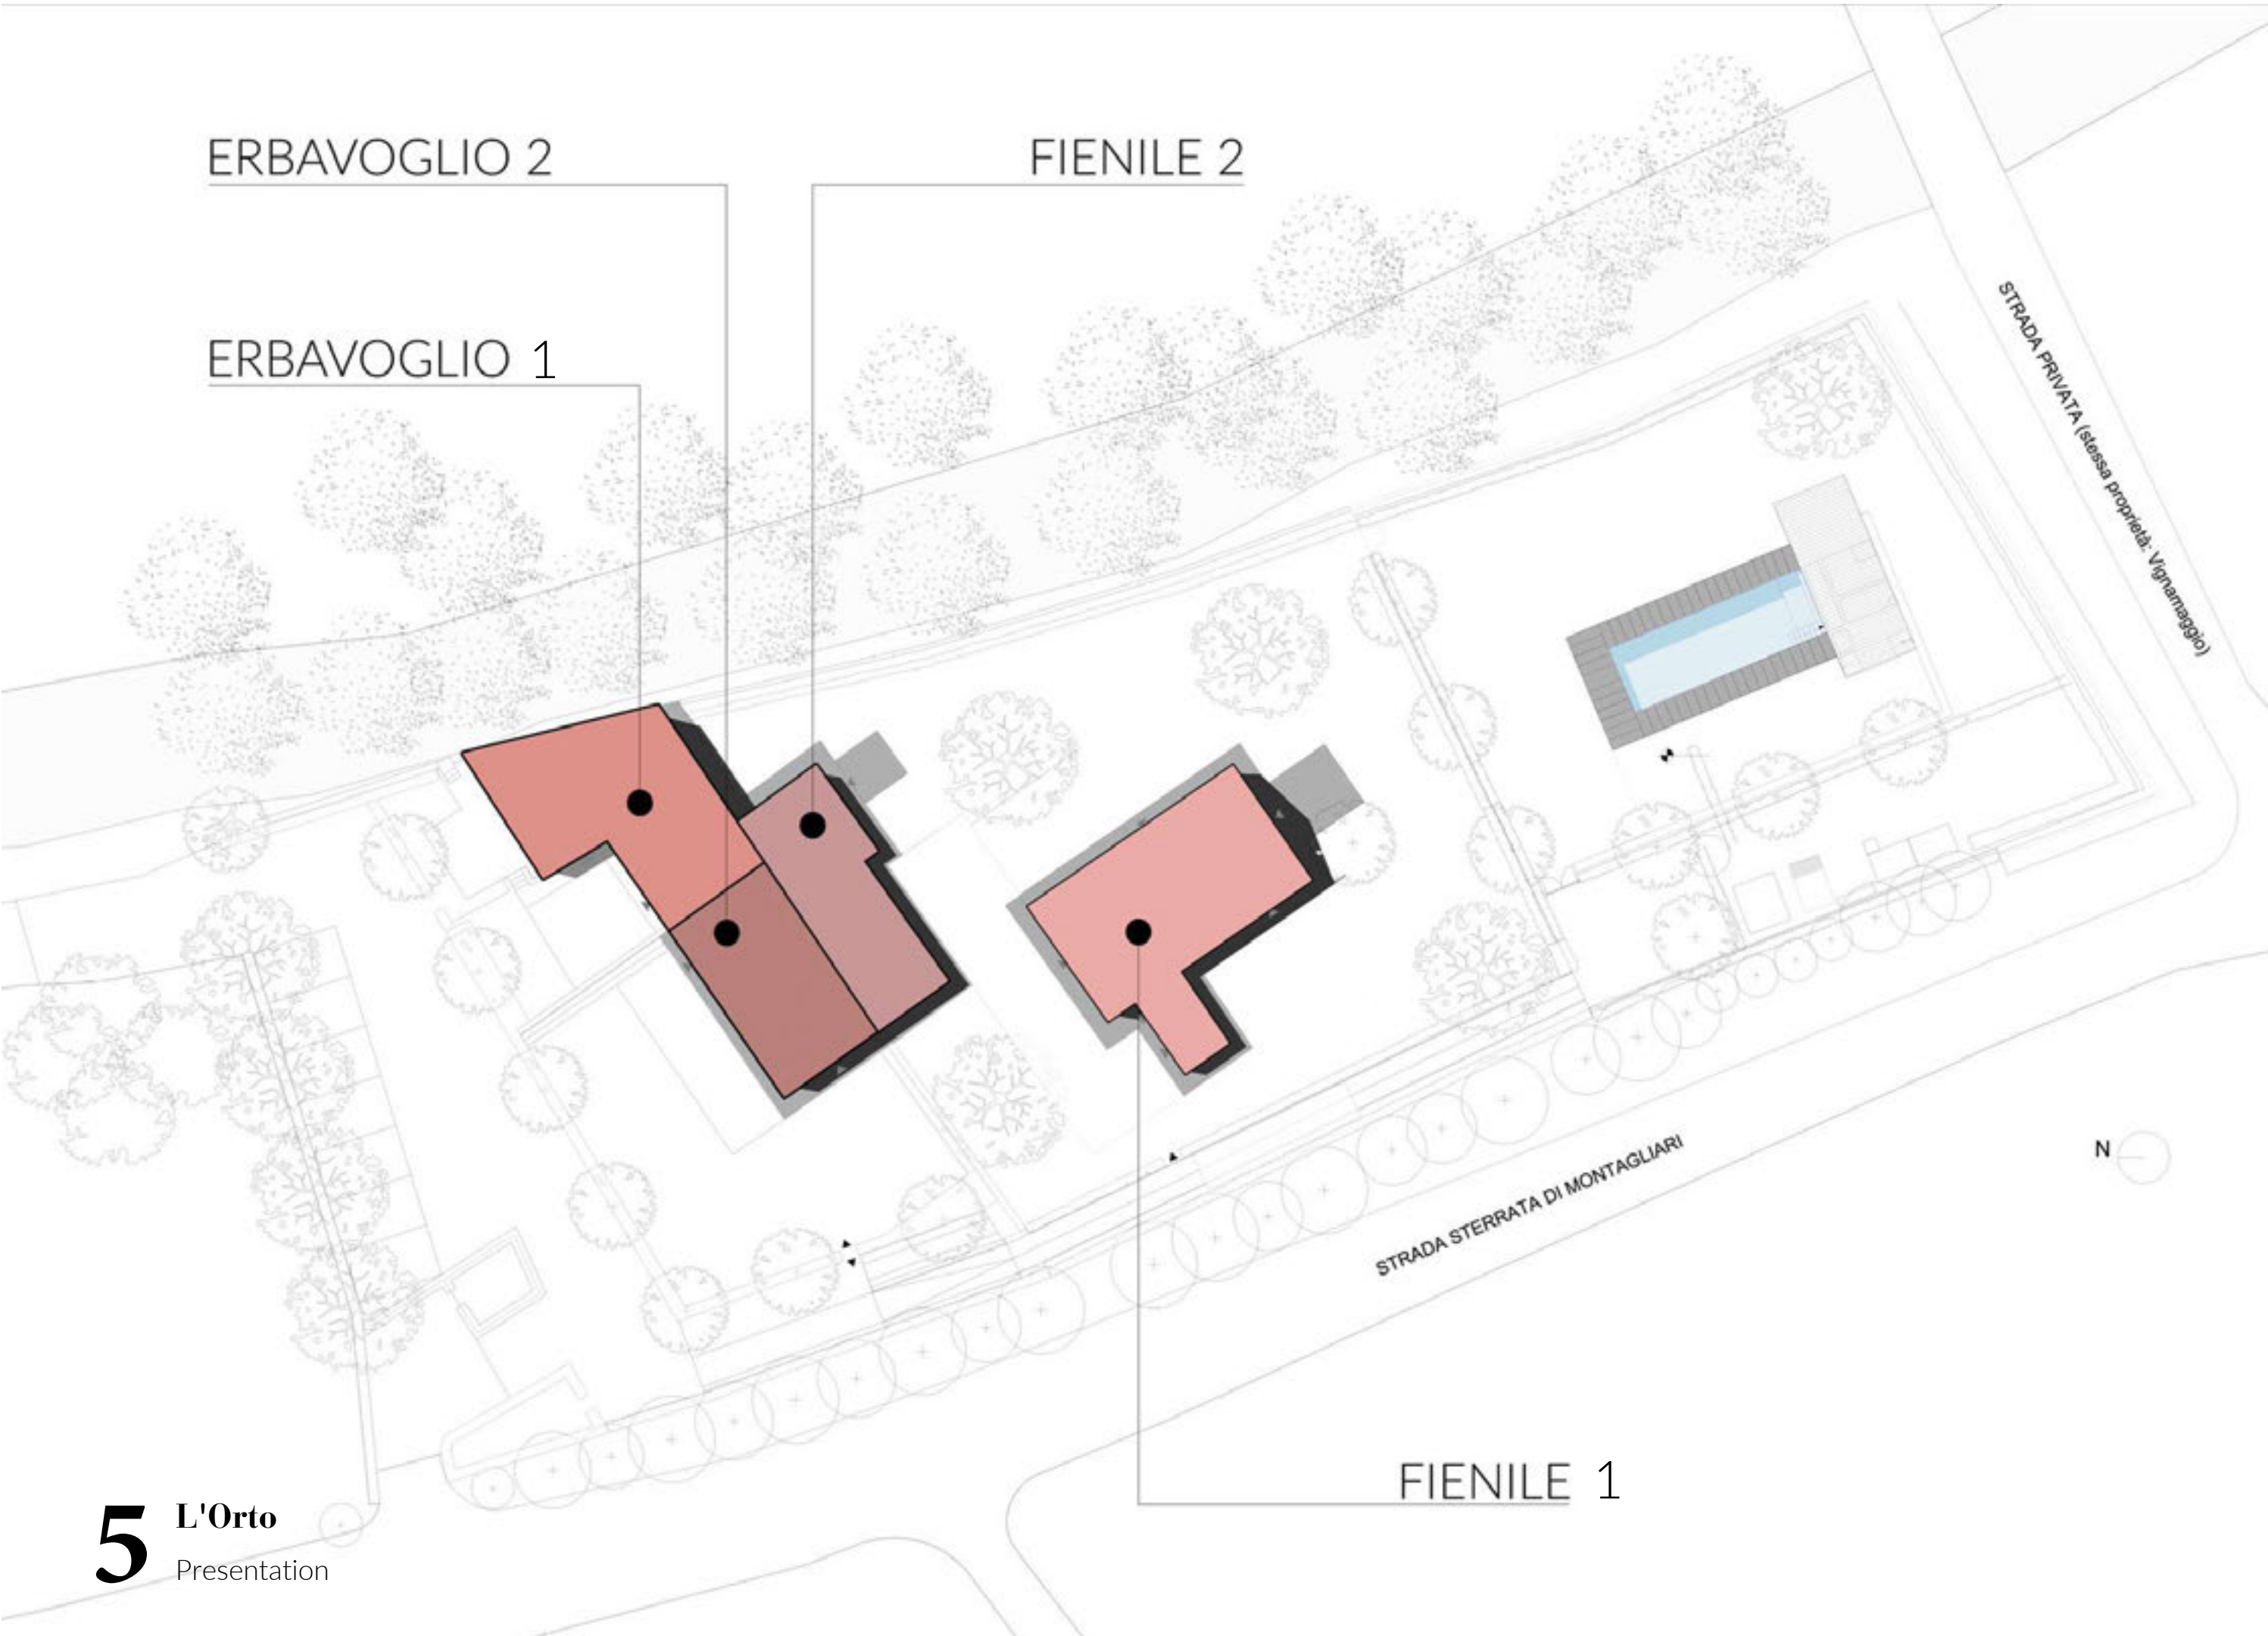 ERBAVOGLIO 2
FIENILE 2
ERBAVOGLIO 1
STRADA PRIVATA (stessa proprietà: Vignamaggio)
N
STRADA STERRATA DI MONTAGLIARI
FIENILE 1
5
L'Orto
Presentation